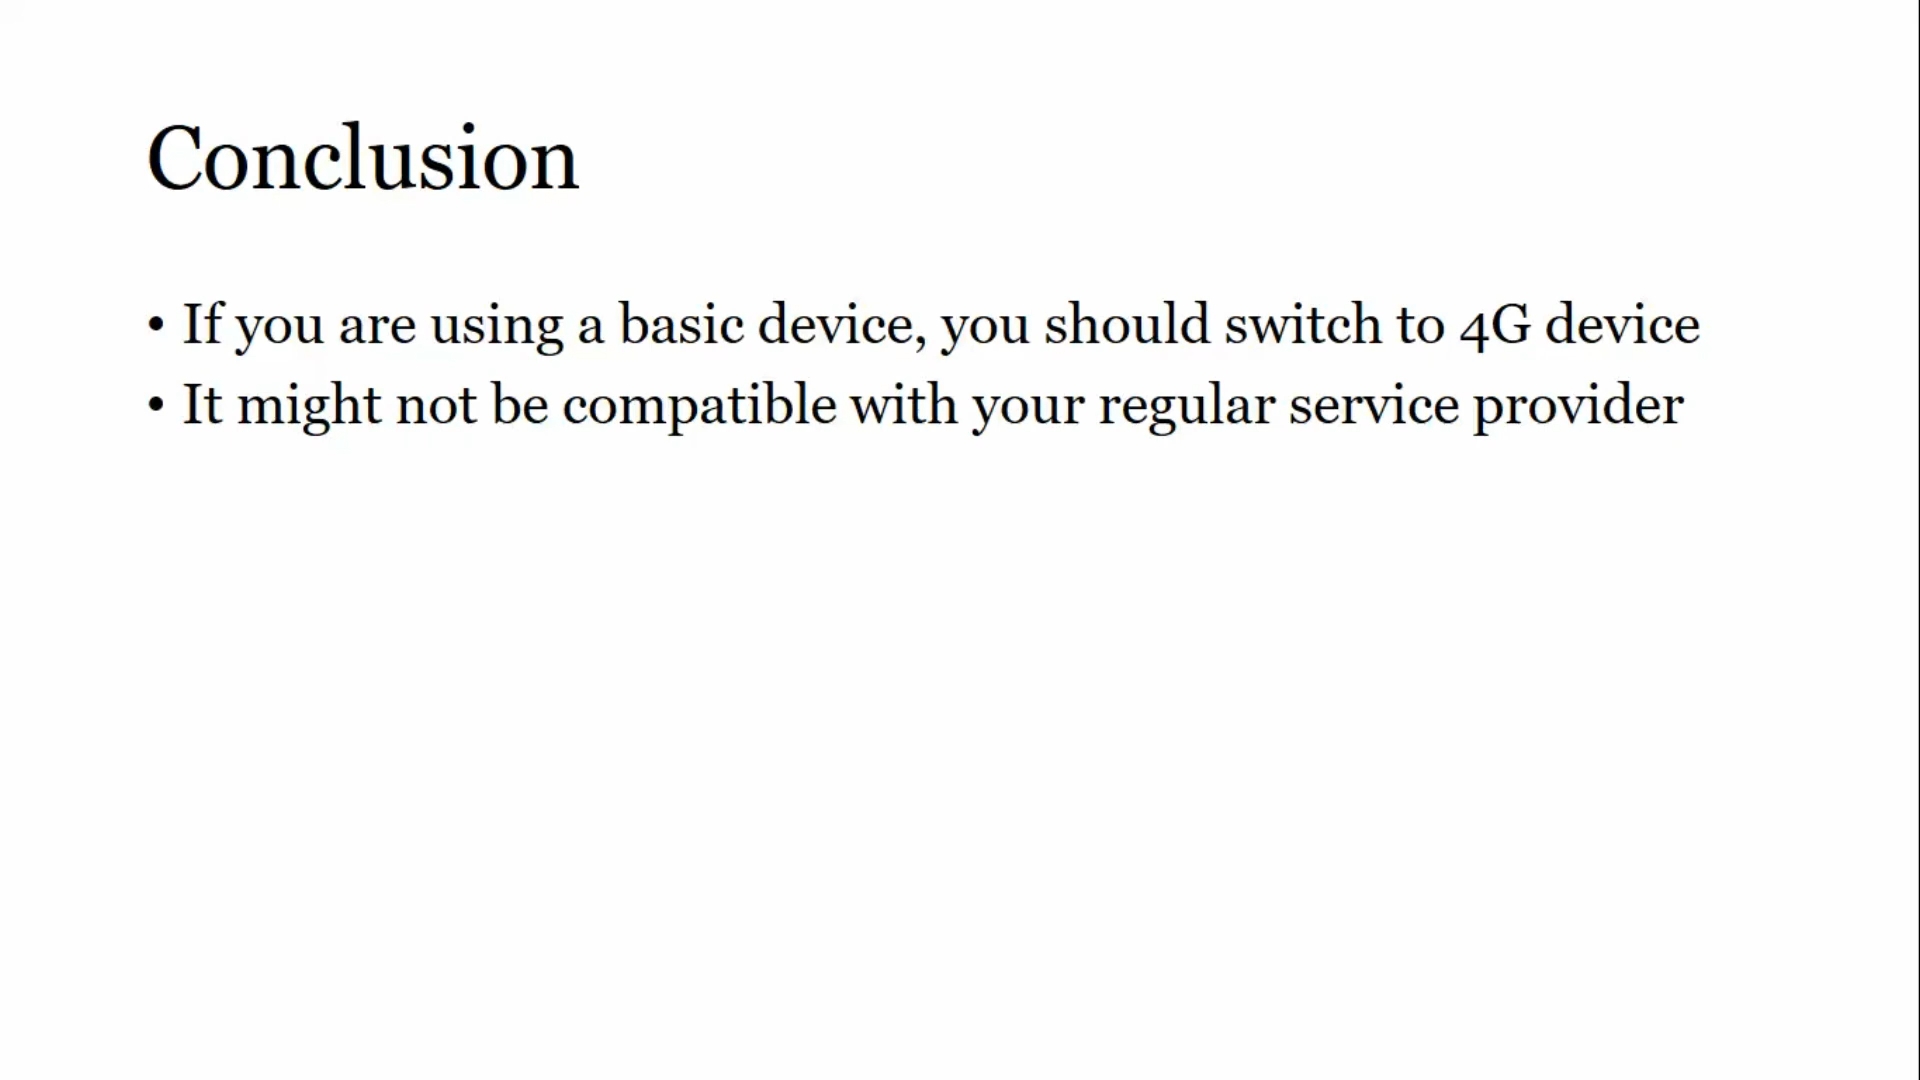 Conclusion
• If you are using a basic device, you should switch to 4G device
• It might not be compatible with your regular service provider